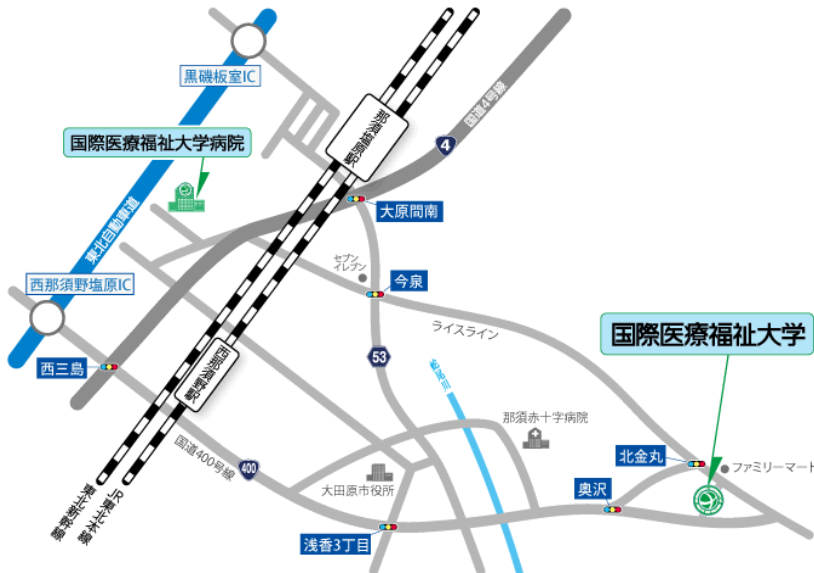 黒磯板室IC
国際医療福祉大学病院
那須塩原駅
国道4号線
4
東北自動車道
大原間南
セブン
イレブン
今泉
西那須野塩原IC
ライスライン
国際医療福祉大学
西三島
西那須野駅
53
蛇尾川
那須赤十字病院
国道400号線
400
北金丸
ファミリーマート
大田原市役所
奥沢
JR東北本線
東北新幹線
浅香3丁目